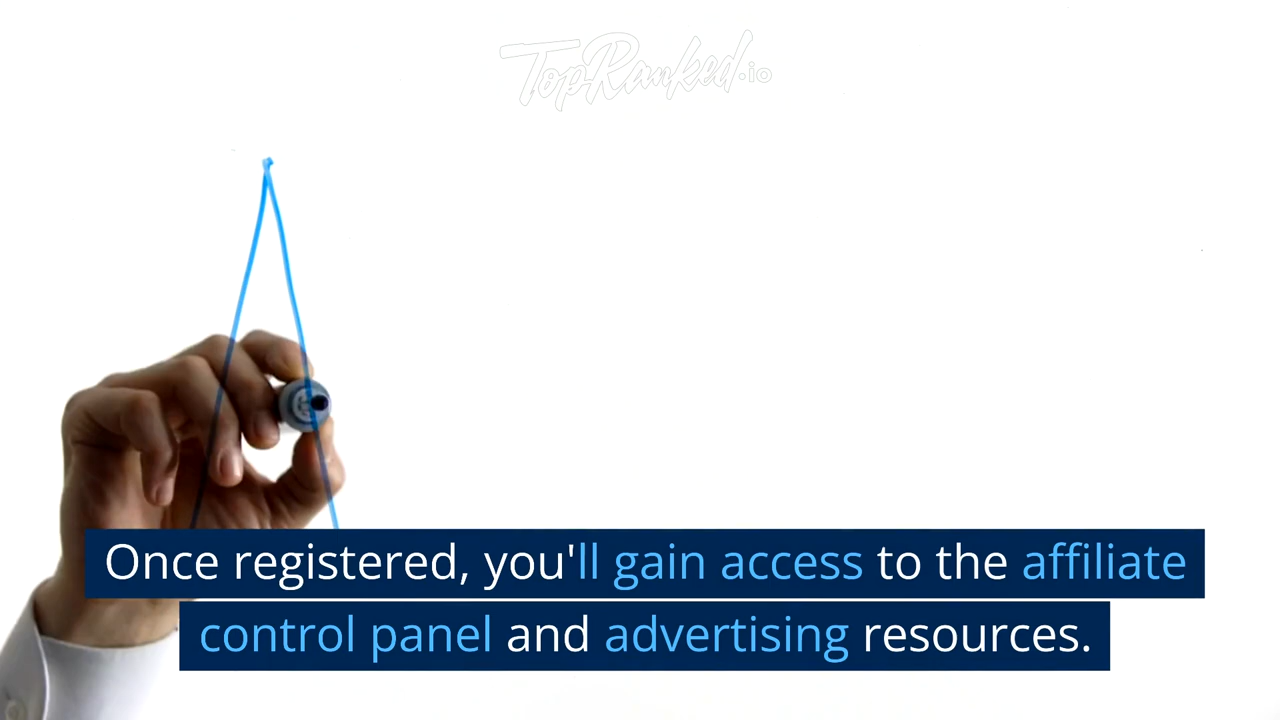 TopRanked.io
Once registered, you'll gain access to the affiliate
control panel and advertising resources.